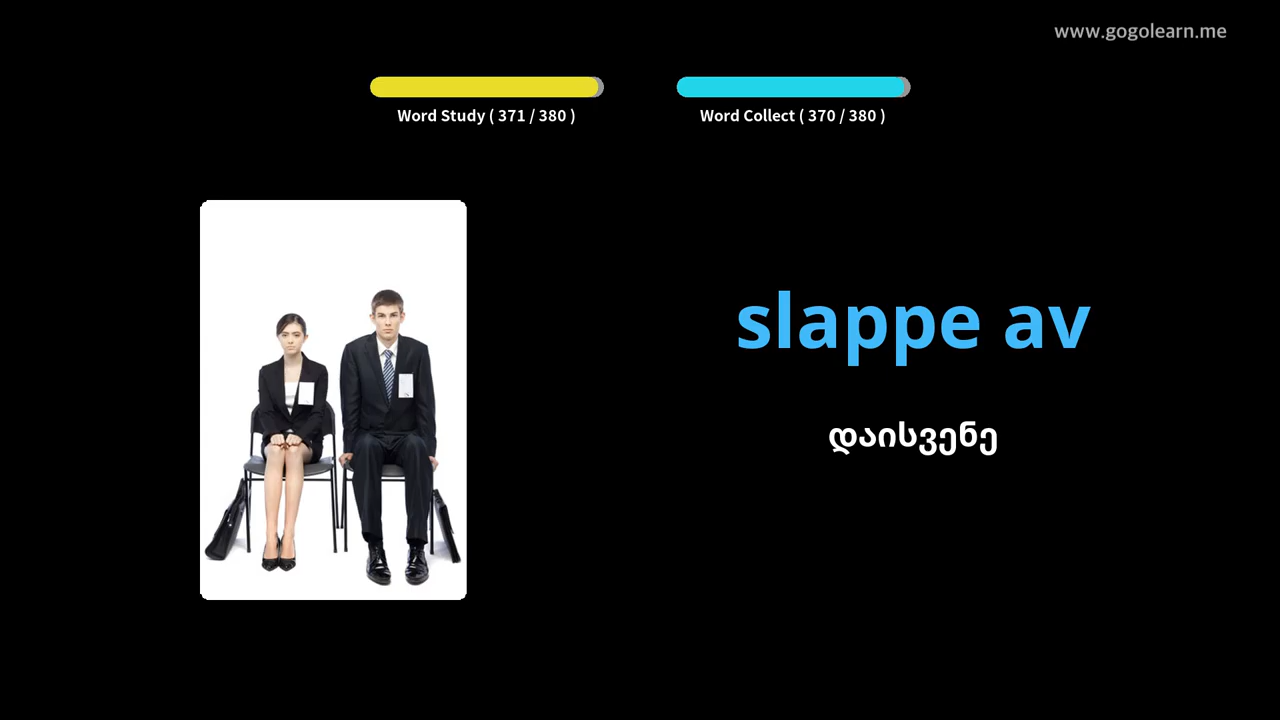 www.gogolearn.me
Word Study ( 371 / 380 )
Word Collect ( 370 / 380 )
slappe av
დაისვენე